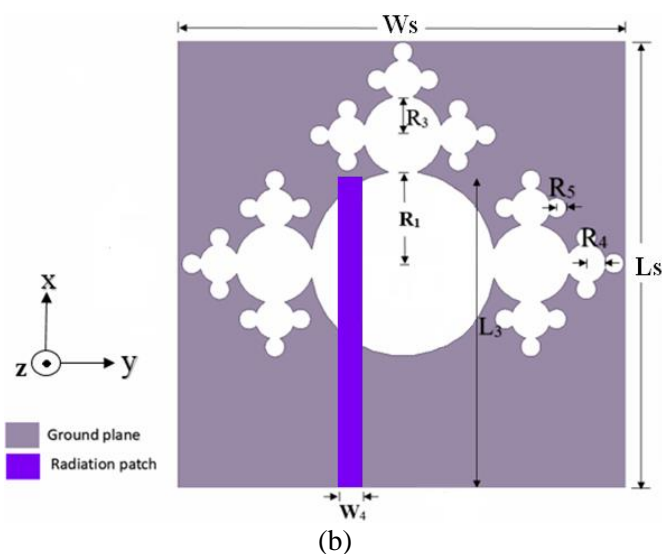 Ws
R3
R1
R5
R4
Ls
L3
x
z
y
Ground plane
Radiation patch
W4
(b)